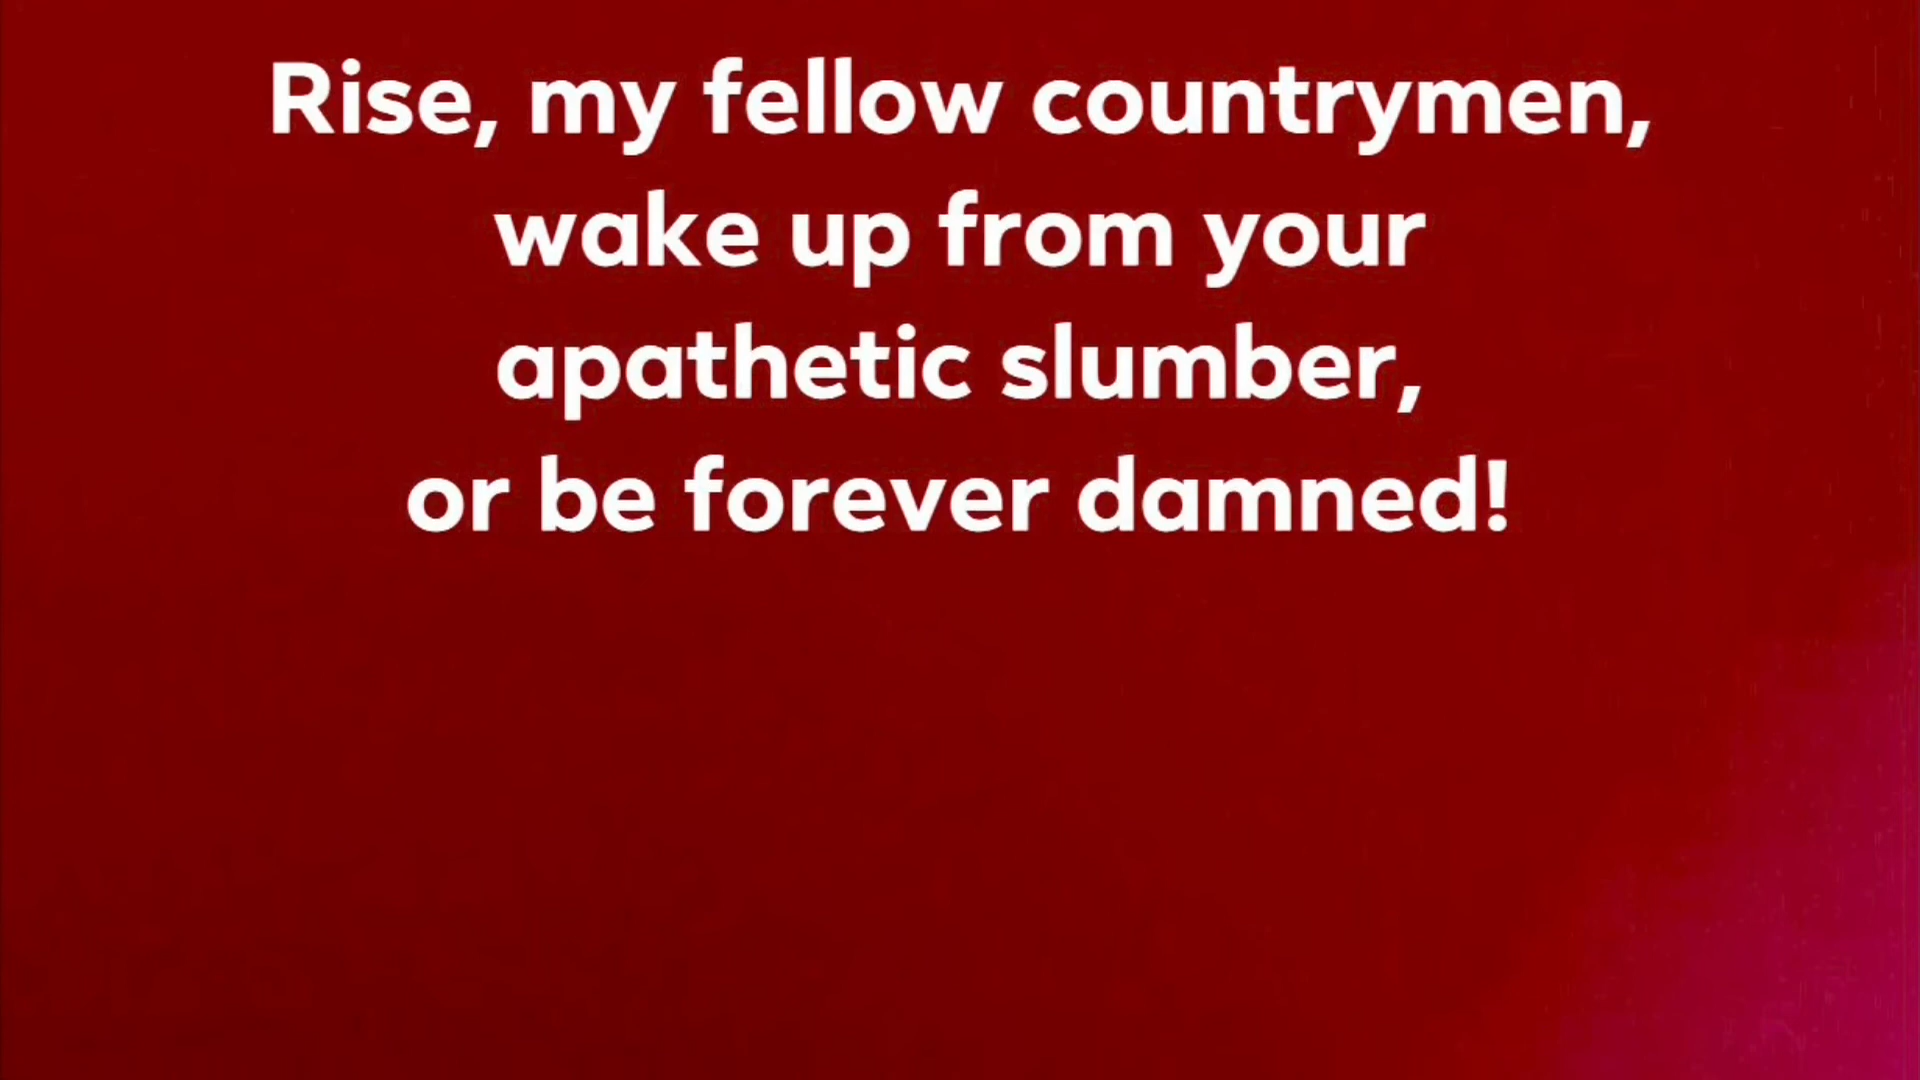 Rise, my fellow countrymen,
wake up from your
apathetic slumber,
or be forever damned!